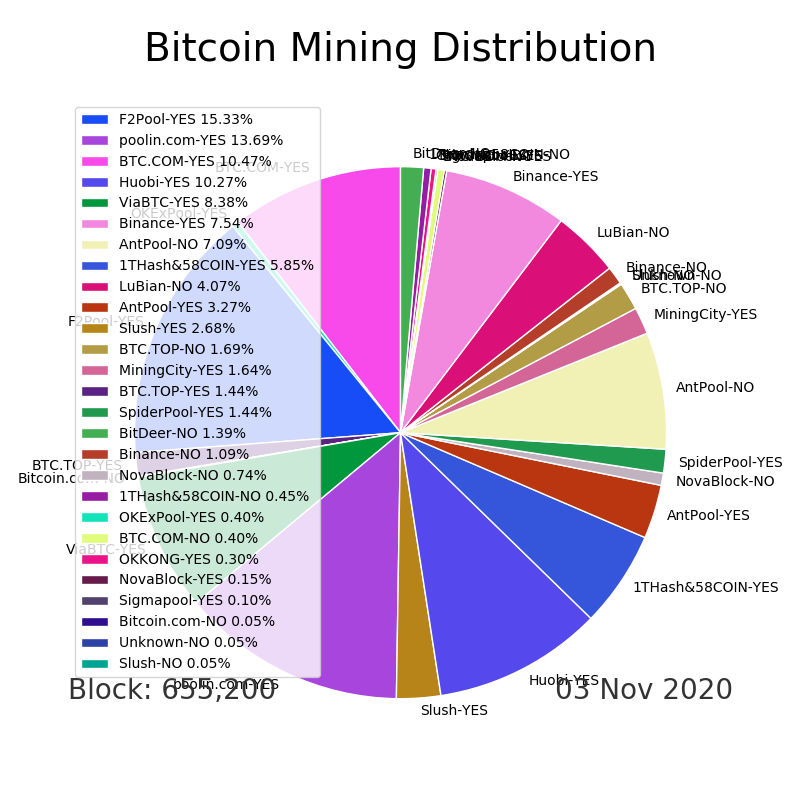 Bitcoin Mining Distribution
F2Pool-YES 15.33%
poolin.com-YES 13.69%
BTC.COM-YES 10.47%
Huobi-YES 10.27%
ViaBTC-YES 8.38%
Binance-YES 7.54%
AntPool-NO 7.09%
1THash&58COIN-YES 5.85%
LuBian-NO 4.07%
AntPool-YES 3.27%
Slush-YES 2.68%
BTC.TOP-NO 1.69%
MiningCity-YES 1.64%
BTC.TOP-YES 1.44%
SpiderPool-YES 1.44%
BitDeer-NO 1.39%
Binance-NO 1.09%
NovaBlock-NO 0.74%
1THash&58COIN-NO 0.45%
OKExPool-YES 0.40%
BTC.COM-NO 0.40%
OKKONG-YES 0.30%
NovaBlock-YES 0.15%
Sigmapool-YES 0.10%
Bitcoin.com-NO 0.05%
Unknown-NO 0.05%
Slush-NO 0.05%
BTC.COM-YES
OKExPool-YES
F2Pool-YES
BTC.TOP-YES
Bitcoin.com-NO
ViaBTC-YES
poolin.com-YES
Slush-YES
Huobi-YES
1THash&58COIN-YES
AntPool-YES
NovaBlock-NO
SpiderPool-YES
AntPool-NO
MiningCity-YES
BTC.TOP-NO
Binance-NO
LuBian-NO
Binance-YES
Block: 655,200
03 Nov 2020